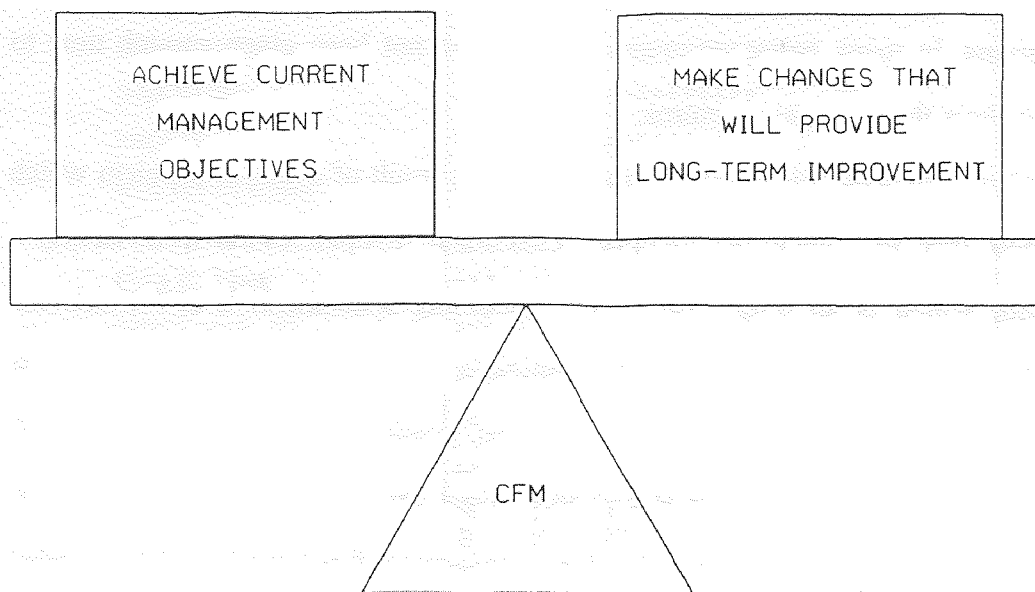 ACHIEVE CURRENT
MANAGEMENT
OBJECTIVES
MAKE CHANGES THAT
WILL PROVIDE
LONG-TERM IMPROVEMENT
CFM